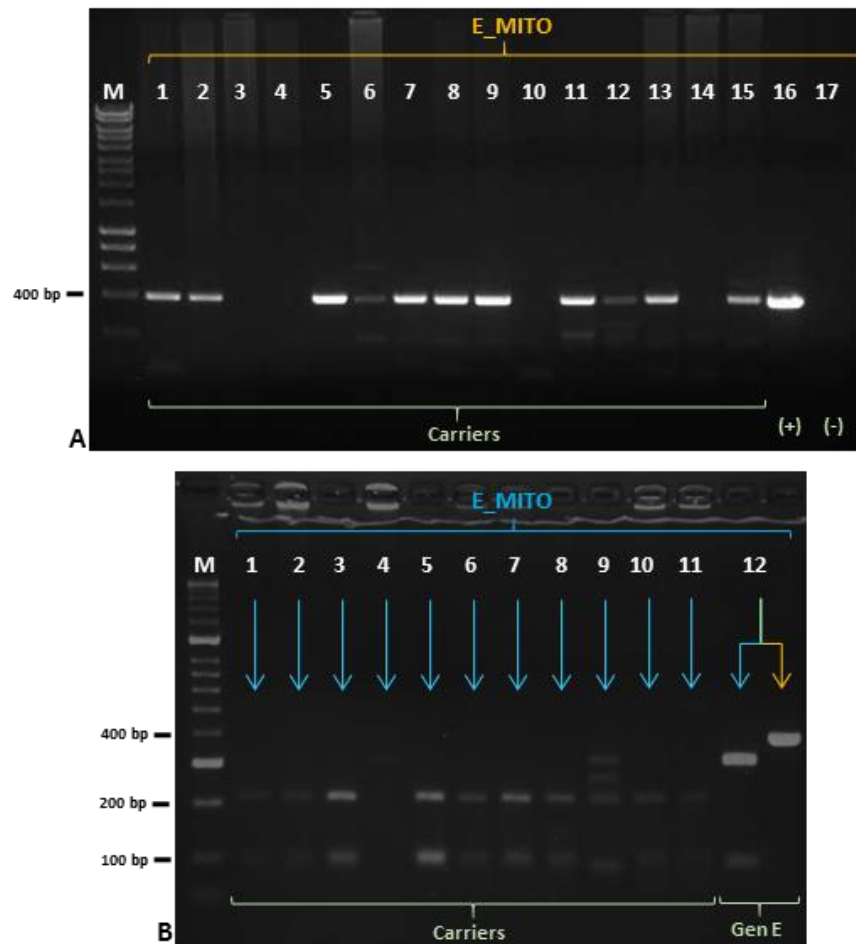 E_MITO
M 1 2 3 4 5 6 7 8 9 10 11 12 13 14 15 16 17
400 bp
Carriers (+) (-)
A
E_MITO
M 1 2 3 4 5 6 7 8 9 10 11 12
400 bp
200 bp
100 bp
Carriers Gen E
B